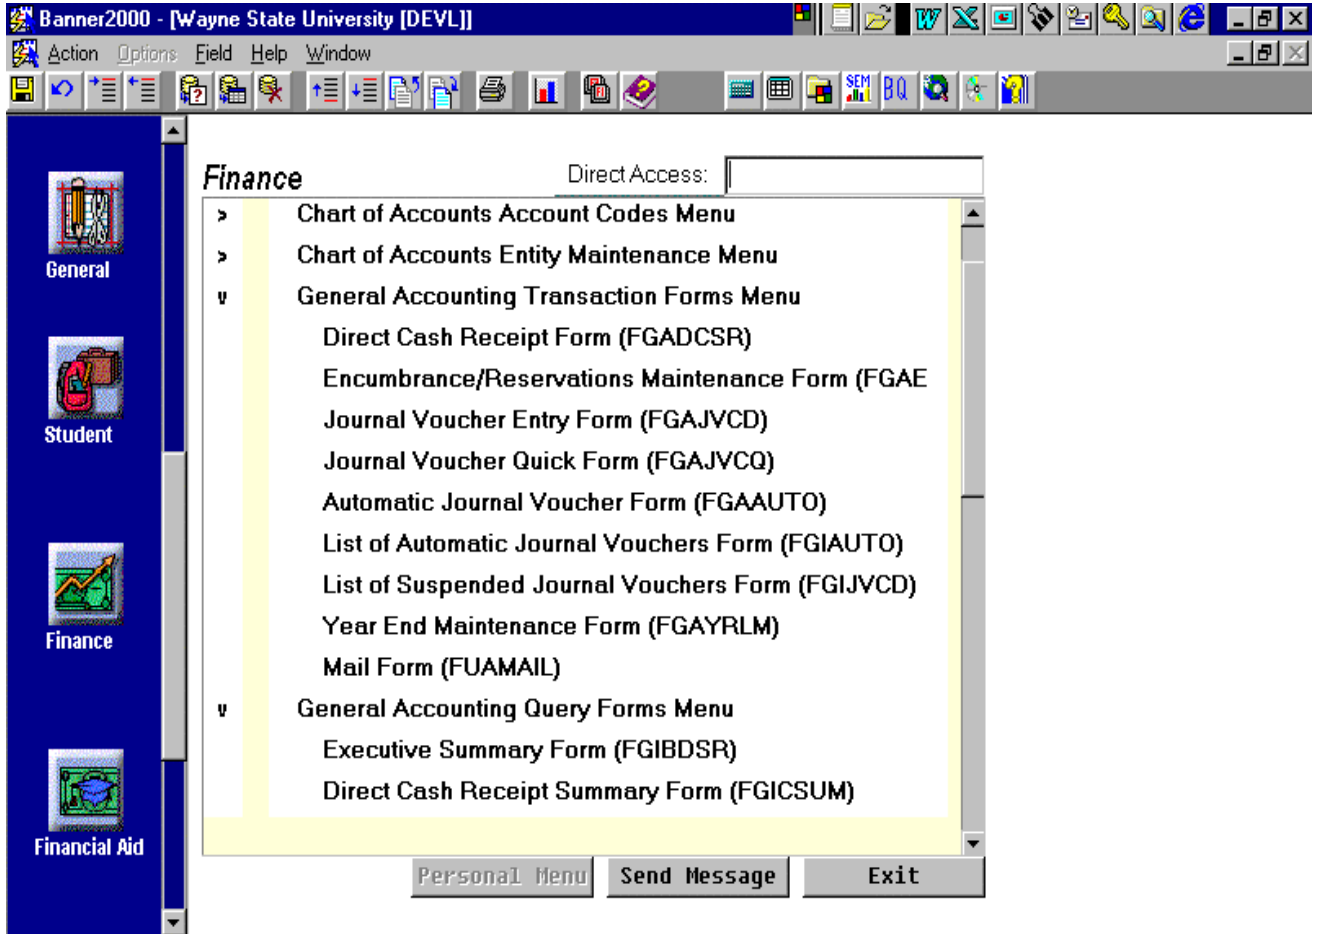 Banner2000 - [Wayne State University [DEVL]]
Action Options Field Help Window
SEM BQ
Finance Direct Access:
> Chart of Accounts Account Codes Menu
> Chart of Accounts Entity Maintenance Menu
v General Accounting Transaction Forms Menu
Direct Cash Receipt Form (FGADCSR)
Encumbrance/Reservations Maintenance Form (FGAE
Journal Voucher Entry Form (FGAJVCD)
Journal Voucher Quick Form (FGAJVCQ)
Automatic Journal Voucher Form (FGAAUTO)
List of Automatic Journal Vouchers Form (FGIAUTO)
List of Suspended Journal Vouchers Form (FGIJVCD)
Year End Maintenance Form (FGAYRLM)
Mail Form (FUAMAIL)
v General Accounting Query Forms Menu
Executive Summary Form (FGIBDSR)
Direct Cash Receipt Summary Form (FGICSUM)
General
Student
Finance
Financial Aid
Personal Menu Send Message Exit